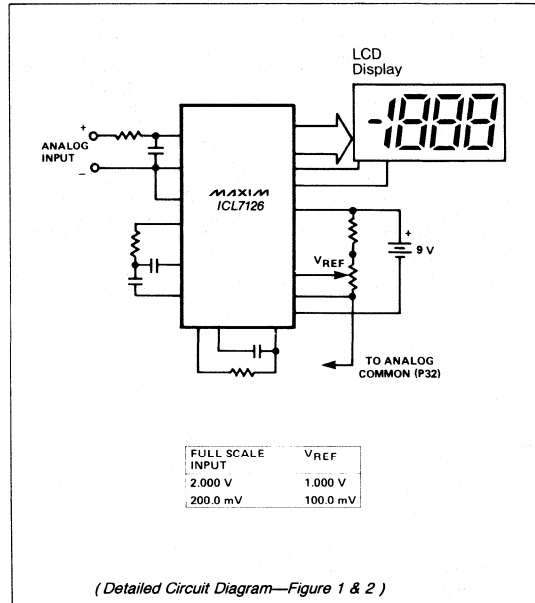 LCD
Display
-1888
+
ANALOG
INPUT
–
MAXIM
ICL7126
+
9 V
VREF
TO ANALOG
COMMON (P32)
FULL SCALE INPUT VREF
2.000 V 1.000 V
200.0 mV 100.0 mV
( Detailed Circuit Diagram—Figure 1 & 2 )